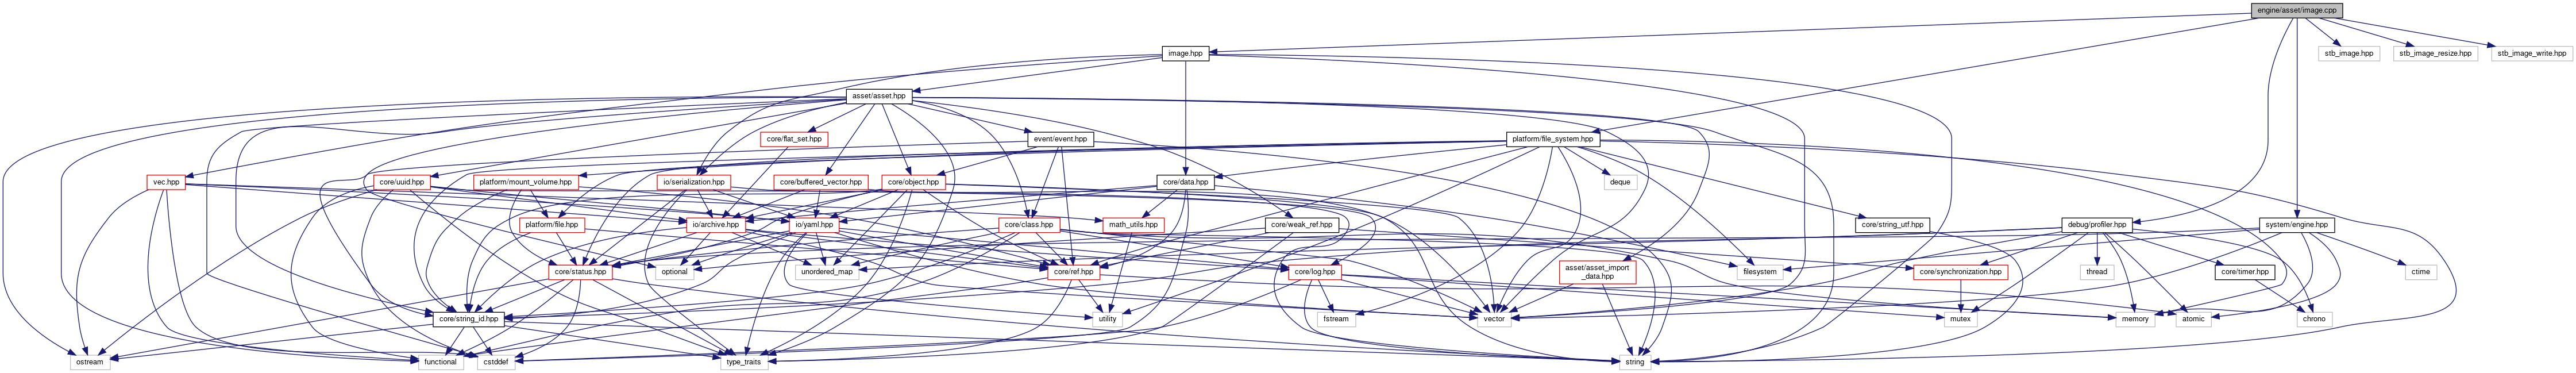 engine/asset/image.cpp
image.hpp
stb_image.hpp
stb_image_resize.hpp
stb_image_write.hpp
asset/asset.hpp
core/flat_set.hpp
event/event.hpp
platform/file_system.hpp
vec.hpp
core/uuid.hpp
platform/mount_volume.hpp
io/serialization.hpp
core/buffered_vector.hpp
core/object.hpp
core/data.hpp
deque
platform/file.hpp
io/archive.hpp
io/yaml.hpp
core/class.hpp
math_utils.hpp
core/weak_ref.hpp
core/string_utf.hpp
debug/profiler.hpp
system/engine.hpp
core/status.hpp
optional
unordered_map
core/ref.hpp
core/log.hpp
asset/asset_import
_data.hpp
filesystem
core/synchronization.hpp
thread
core/timer.hpp
ctime
core/string_id.hpp
utility
fstream
vector
mutex
memory
atomic
chrono
ostream
functional
cstddef
type_traits
string